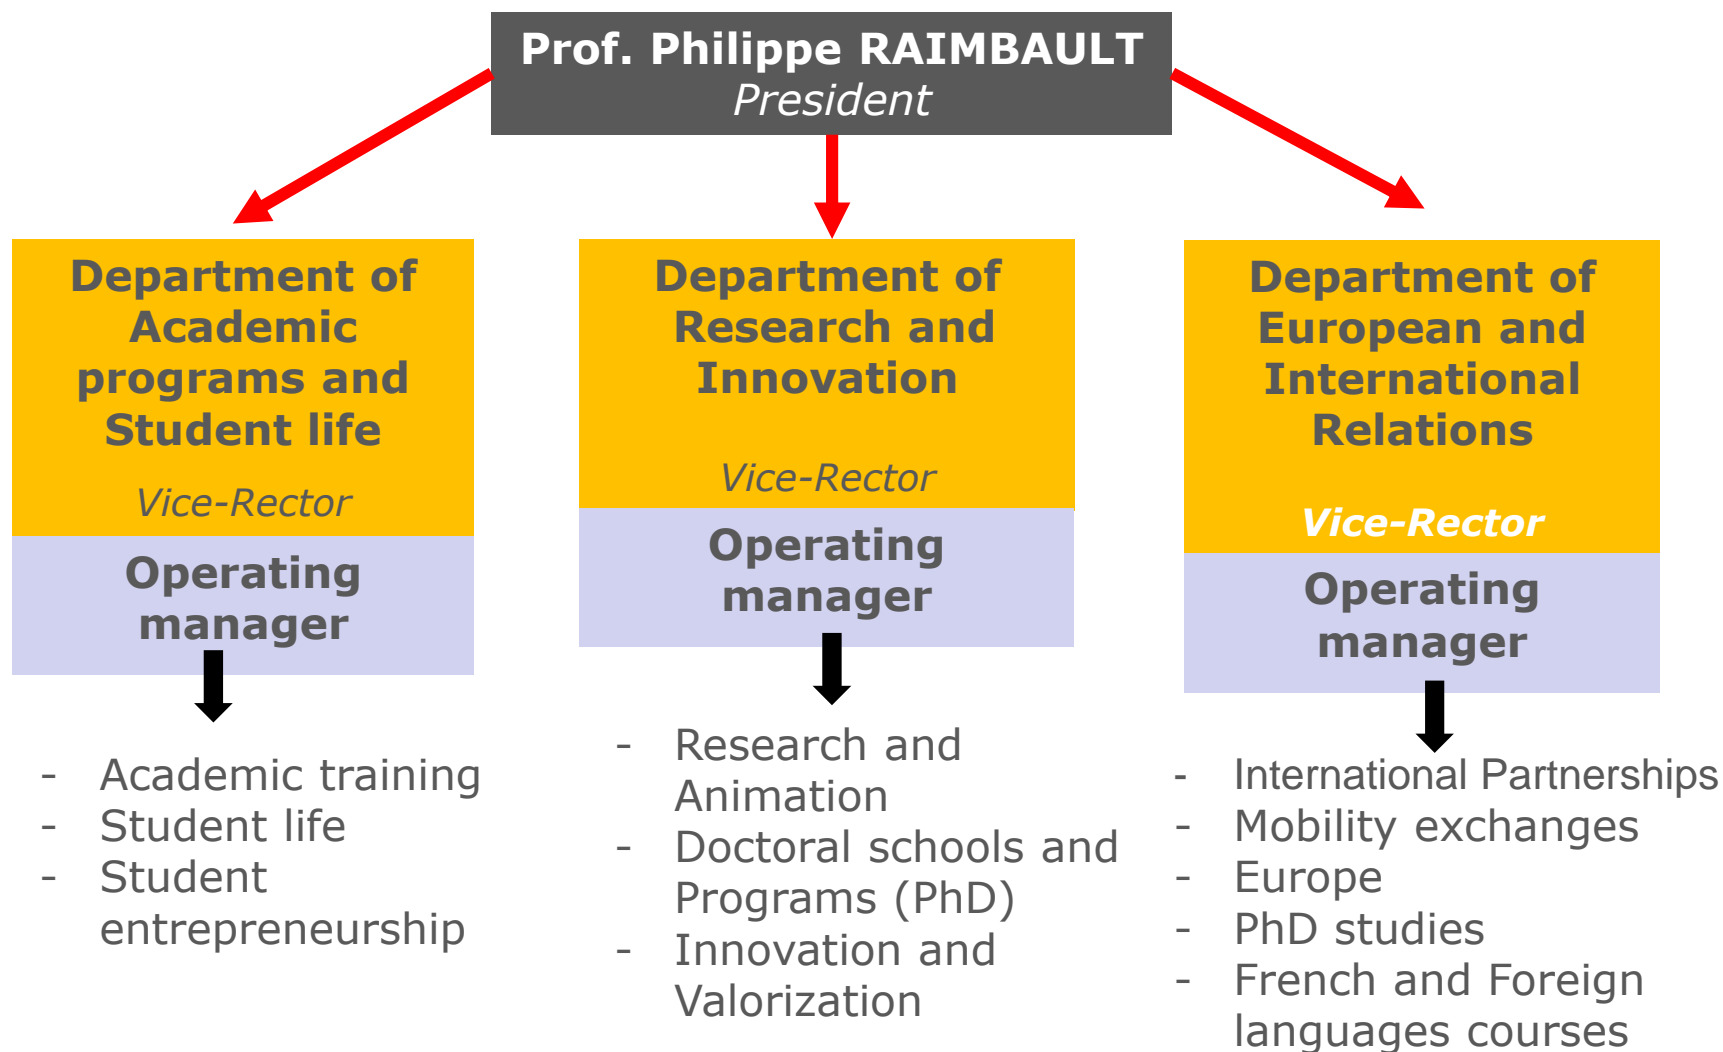 Prof. Philippe RAIMBAULT
President
Department of
Academic
programs and
Student life
Vice-Rector
Operating
manager
- Academic training
- Student life
- Student
entrepreneurship
Department of
Research and
Innovation
Vice-Rector
Operating
manager
- Research and
Animation
- Doctoral schools and
Programs (PhD)
- Innovation and
Valorization
Department of
European and
International
Relations
Vice-Rector
Operating
manager
- International Partnerships
- Mobility exchanges
- Europe
- PhD studies
- French and Foreign
languages courses